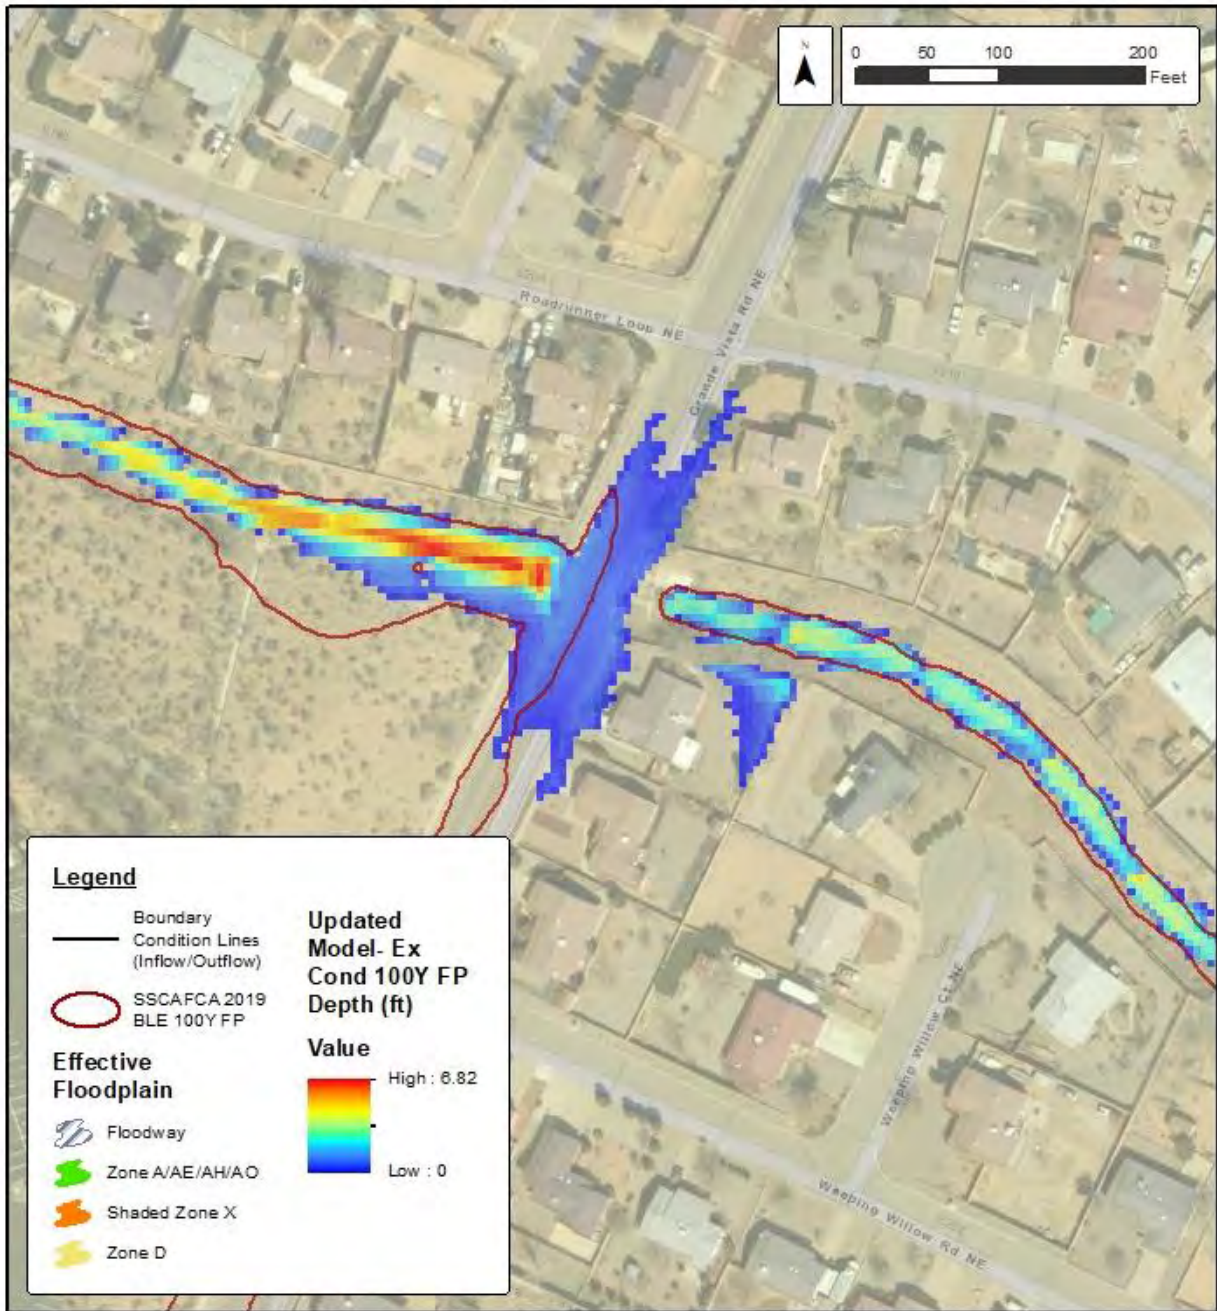 N
0 50 100 200
Feet
Roadrunner Loop NE
Grande Vista Rd NE
Weeping Willow Ct NE
Weeping Willow Rd NE
Legend
Boundary
Condition Lines
(Inflow/Outflow)
SSCAFCA 2019
BLE 100Y FP
Effective
Floodplain
Floodway
Zone A/AE/AH/AO
Shaded Zone X
Zone D
Updated
Model- Ex
Cond 100Y FP
Depth (ft)
Value
High : 6.82
Low : 0